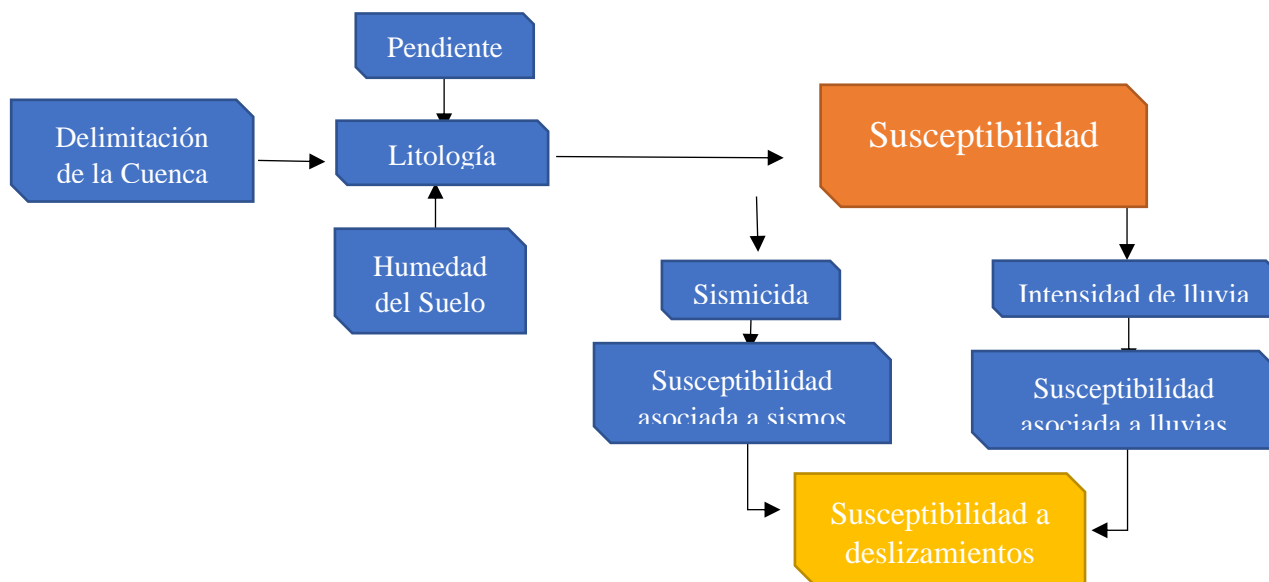 Pendiente
Delimitación
de la Cuenca
Litología
Humedad
del Suelo
Susceptibilidad
Sismicida
Intensidad de lluvia
Susceptibilidad
asociada a sismos
Susceptibilidad
asociada a lluvias
Susceptibilidad a
deslizamientos